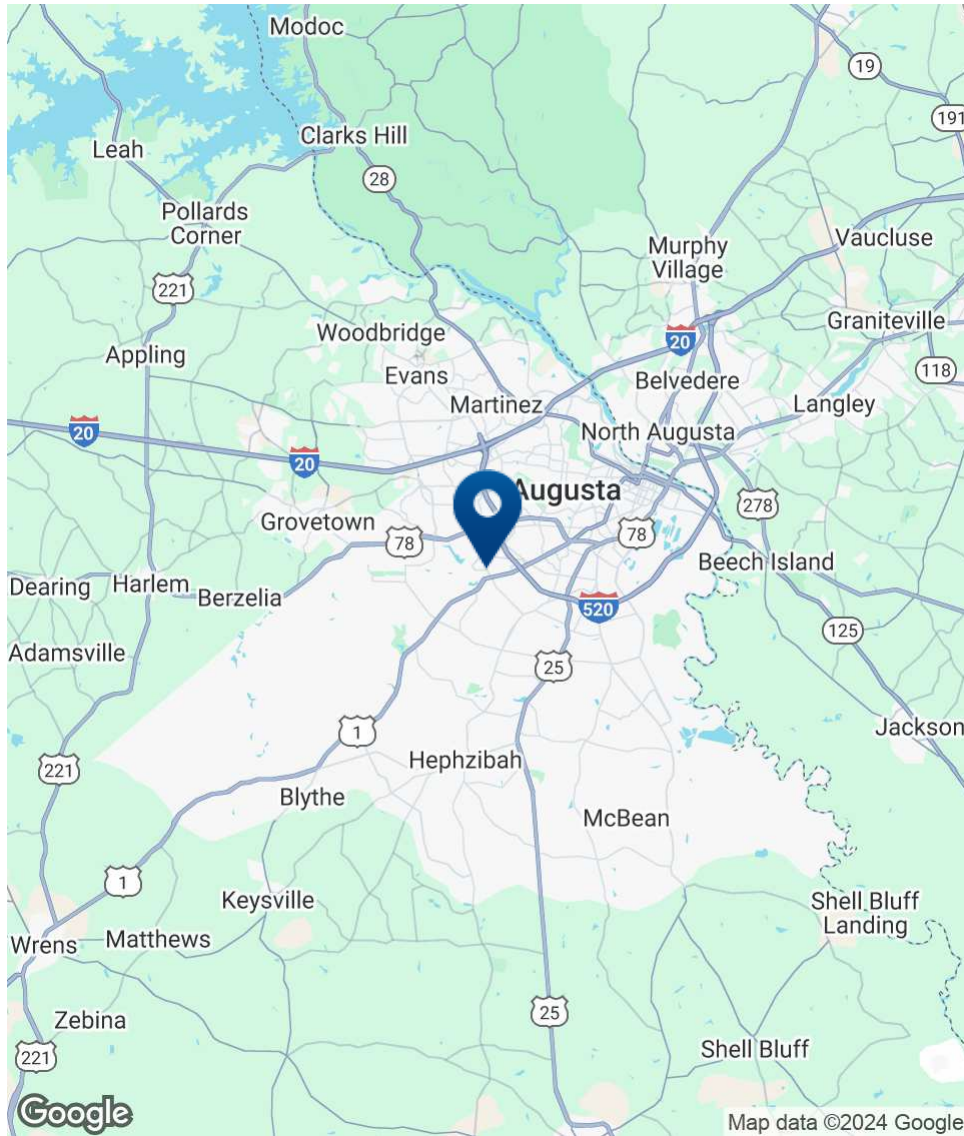 Modoc
19
191
Leah
Clarks Hill
28
Pollards
Corner
Murphy
Village
Vaucluse
221
Woodbridge
20
Graniteville
Appling
Evans
Belvedere
118
Martinez
Langley
20
North Augusta
20
Augusta
278
Grovetown
78
78
Beech Island
Dearing
Harlem
Berzelia
520
125
Adamsville
25
Jackson
1
221
Hephzibah
Blythe
McBean
1
Keysville
Shell Bluff
Landing
Wrens
Matthews
25
Zebina
221
Shell Bluff
Google
Map data ©2024 Google